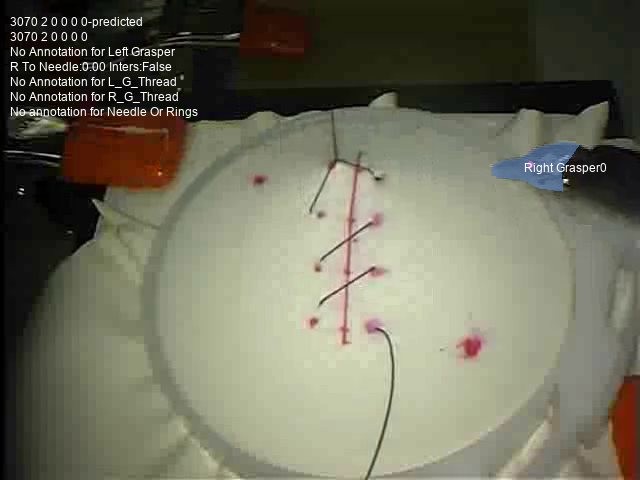 3070 2 0 0 0 0-predicted
3070 2 0 0 0 0
No Annotation for Left Grasper
R To Needle:0.00 Inters:False
No Annotation for L_G_Thread
No Annotation for R_G_Thread
No annotation for Needle Or Rings
Right Grasper0